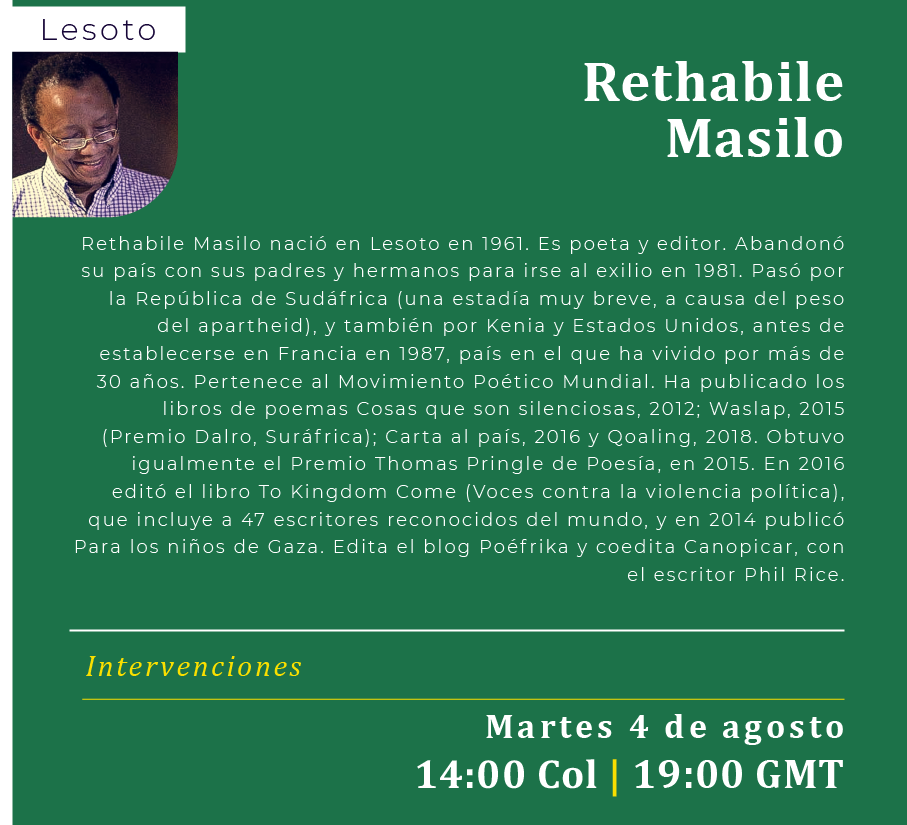 Lesoto
Rethabile
Masilo
Rethabile Masilo nació en Lesoto en 1961. Es poeta y editor. Abandonó
su país con sus padres y hermanos para irse al exilio en 1981. Pasó por
la República de Sudáfrica (una estadía muy breve, a causa del peso
del apartheid), y también por Kenia y Estados Unidos, antes de
establecerse en Francia en 1987, país en el que ha vivido por más de
30 años. Pertenece al Movimiento Poético Mundial. Ha publicado los
libros de poemas Cosas que son silenciosas, 2012; Waslap, 2015
(Premio Dalro, Suráfrica); Carta al país, 2016 y Qoaling, 2018. Obtuvo
igualmente el Premio Thomas Pringle de Poesía, en 2015. En 2016
editó el libro To Kingdom Come (Voces contra la violencia política),
que incluye a 47 escritores reconocidos del mundo, y en 2014 publicó
Para los niños de Gaza. Edita el blog Poéfrika y coedita Canopicar, con
el escritor Phil Rice.
Intervenciones
Martes 4 de agosto
14:00 Col | 19:00 GMT